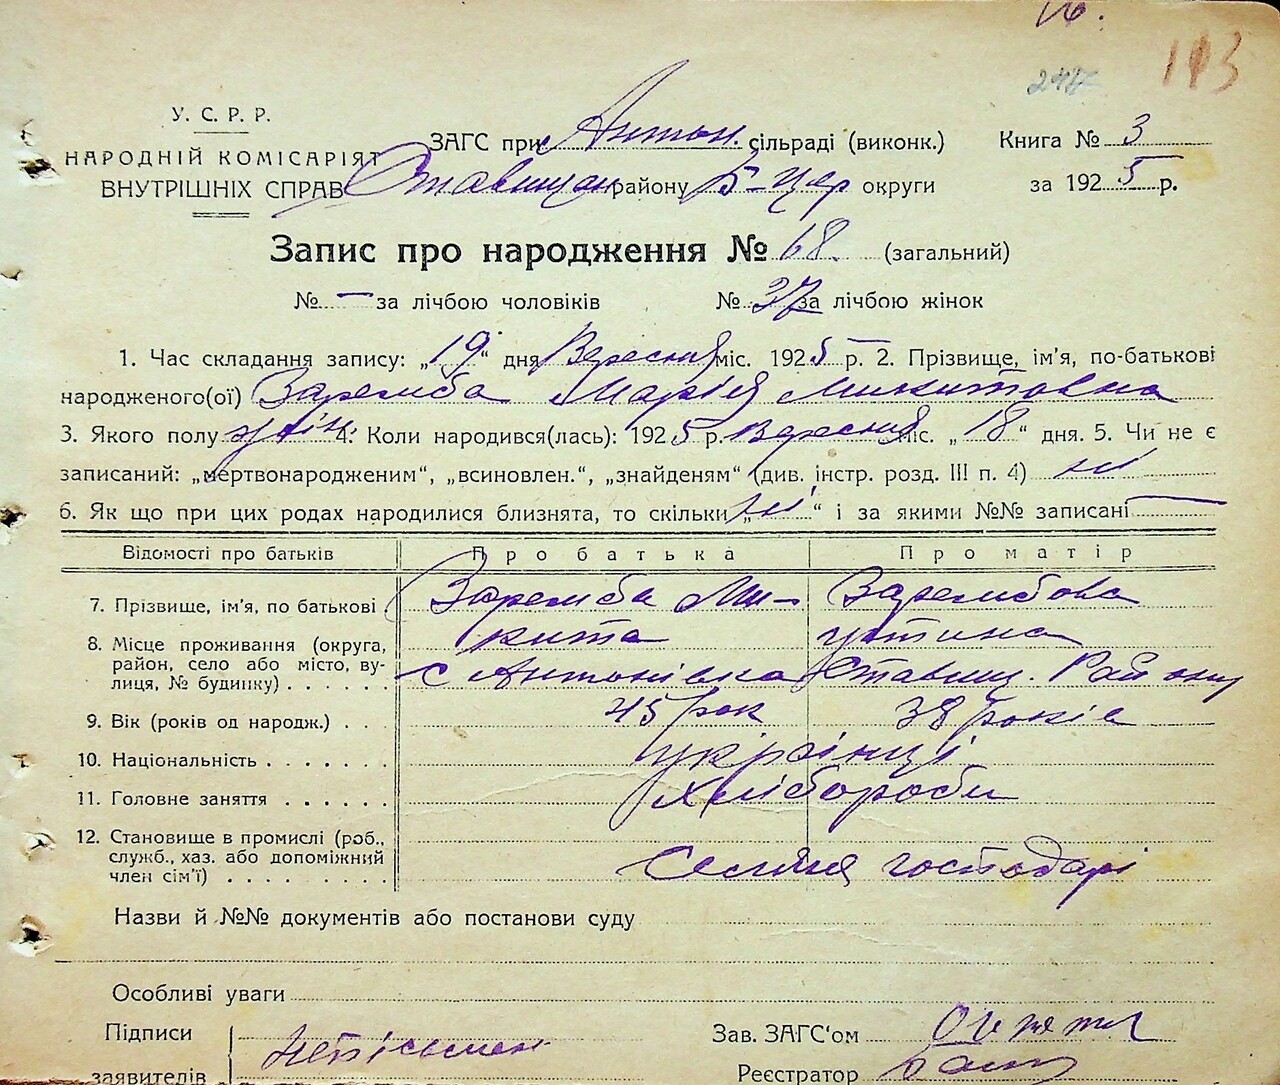 16.
113
У. С. Р. Р.
НАРОДНІЙ КОМІСАРІЯТ
ВНУТРІШНІХ СПРАВ
ЗАГС при Антон. сільраді (виконк.)
Книга № 3
Ставищан району Б-Цер округи
за 1925 р.
Запис про народження № 68. (загальний)
№ — за лічбою чоловіків № 37 за лічбою жінок
1. Час складання запису: „19“ дня Вересня міс. 1925 р. 2. Прізвище, ім’я, по-батькові
народженого(ої) Заремба Марія Микитовна
3. Якого полу жін. 4. Коли народився(лась): 1925 р. Вересня міс. „18“ дня. 5. Чи не є
записаний: „мертвонародженим“, „всиновлен.“, „знайденям“ (див. інстр. розд. III п. 4) ні
6. Як що при цих родах народилися близнята, то скільки „ні“ і за якими №№ записані —
Відомості про батьків Про батька Про матір
7. Прізвище, ім’я, по батькові Заремба Ми- Зарембова
кита Устина
8. Місце проживання (округа,
район, село або місто, ву-
лиця, № будинку) . . . . . . с Антонівка Ставищ. Району
9. Вік (років од народж.) . . . 45 рок 38 років
10. Національність . . . . . . . українці
11. Головне заняття . . . . . . хлібороби
12. Становище в промислі (роб.,
служб., хаз. або допоміжний
член сім’ї) . . . . . . . . . господарі
Назви й №№ документів або постанови суду
Особливі уваги
Підписи
заявителів
Неписьмен
Зав. ЗАГС‘ом
Реєстратор